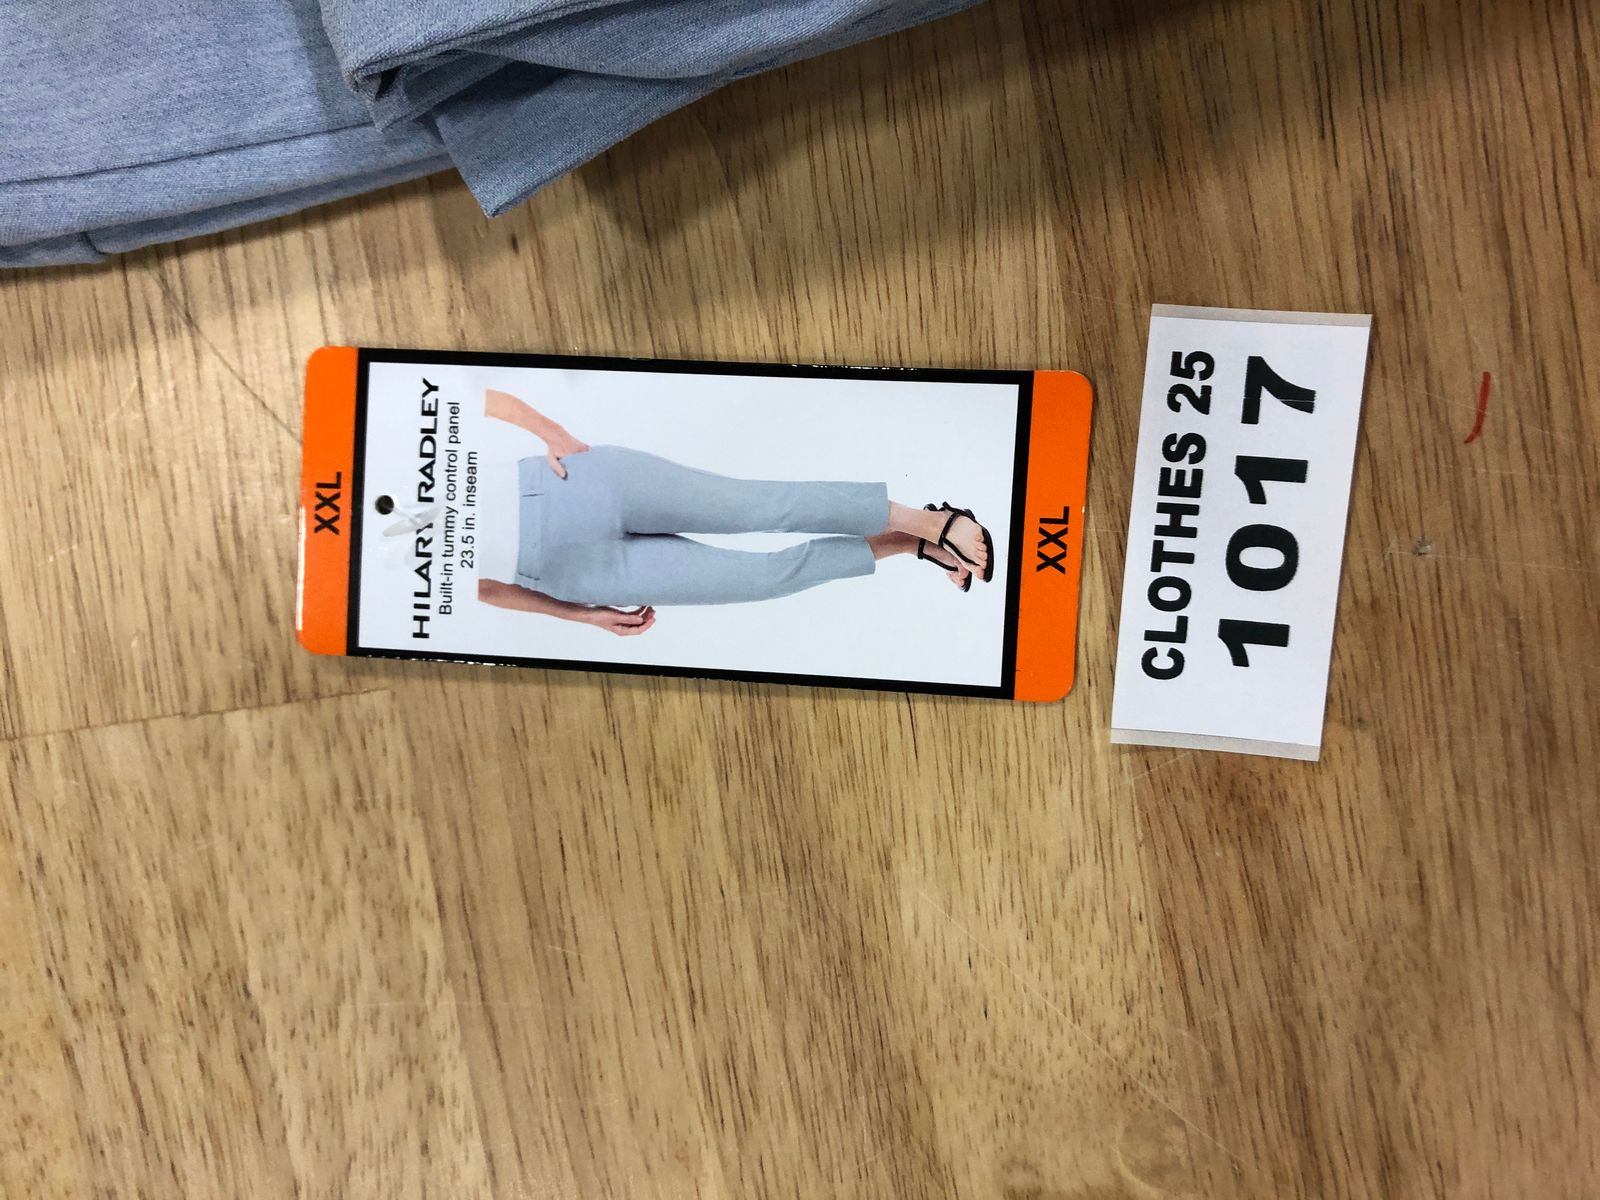 XXL
HILARY RADLEY
Built-in tummy control panel
23.5 in. inseam
XXL
CLOTHES 25
1017